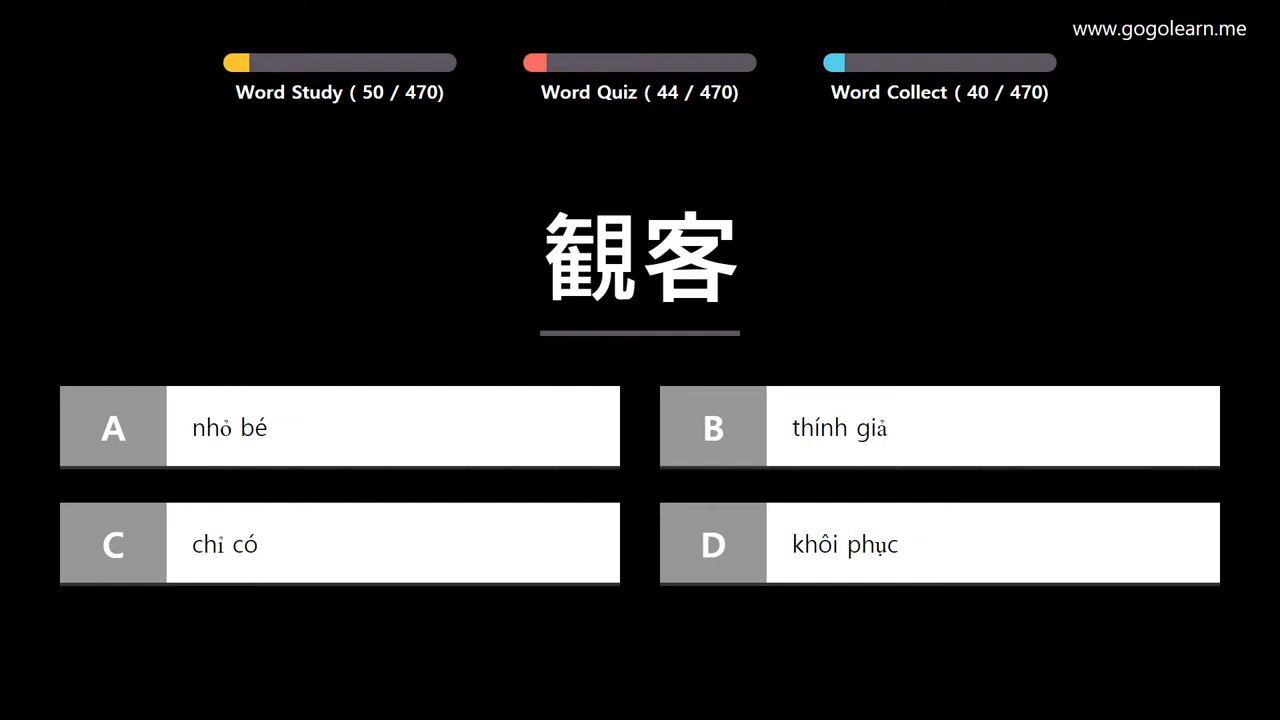 www.gogolearn.me
Word Study ( 50 / 470)
Word Quiz ( 44 / 470)
Word Collect ( 40 / 470)
観客
A nhỏ bé
B thính giả
C chỉ có
D khôi phục